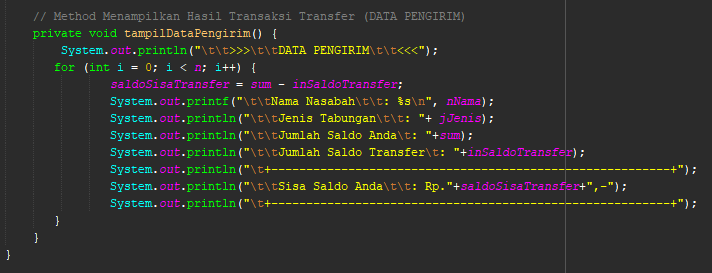 // Method Menampilkan Hasil Transaksi Transfer (DATA PENGIRIM)
private void tampilDataPengirim() {
System.out.println("\t\t>>>\t\tDATA PENGIRIM\t\t<<<");
for (int i = 0; i < n; i++) {
saldoSisaTransfer = sum - inSaldoTransfer;
System.out.printf("\t\tNama Nasabah\t\t: %s\n", nNama);
System.out.println("\t\tJenis Tabungan\t\t: "+ jJenis);
System.out.println("\t\tJumlah Saldo Anda\t: "+sum);
System.out.println("\t\tJumlah Saldo Transfer\t: "+inSaldoTransfer);
System.out.println("\t+---------------------------------------------------------+");
System.out.println("\t\tSisa Saldo Anda\t\t: Rp."+saldoSisaTransfer+",-");
System.out.println("\t+---------------------------------------------------------+");
}
}
}